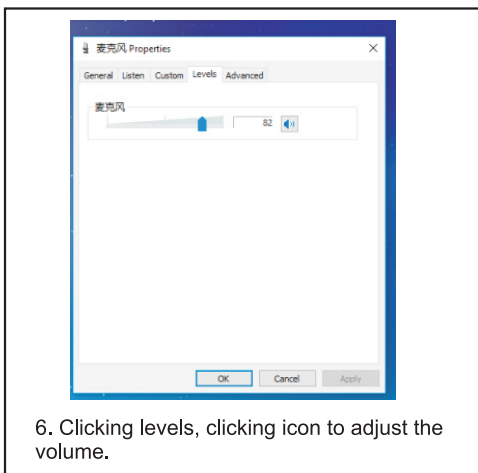 麦克风 Properties
General Listen Custom Levels Advanced
麦克风
82
OK Cancel Apply
6. Clicking levels, clicking icon to adjust the
volume.